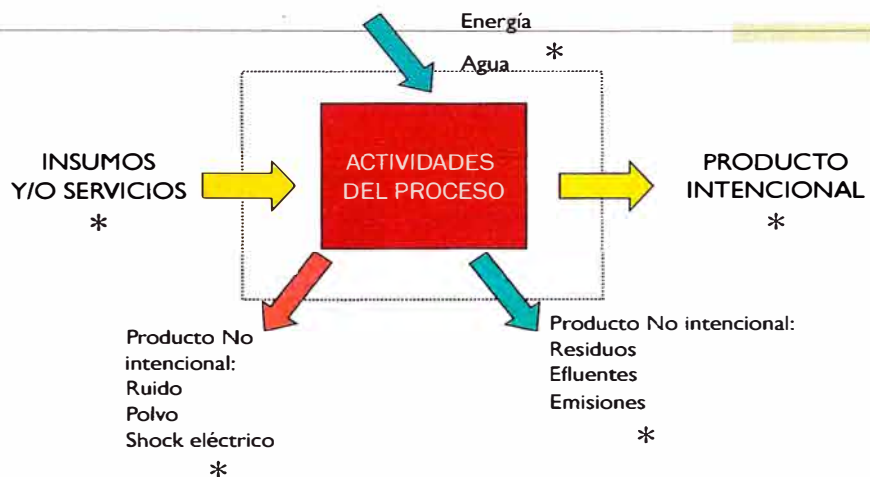 Energía
Agua *
INSUMOS
Y/O SERVICIOS
*
ACTIVIDADES
DEL PROCESO
PRODUCTO
INTENCIONAL
*
Producto No
intencional:
Ruido
Polvo
Shock eléctrico
*
Producto No intencional:
Residuos
Efluentes
Emisiones
*